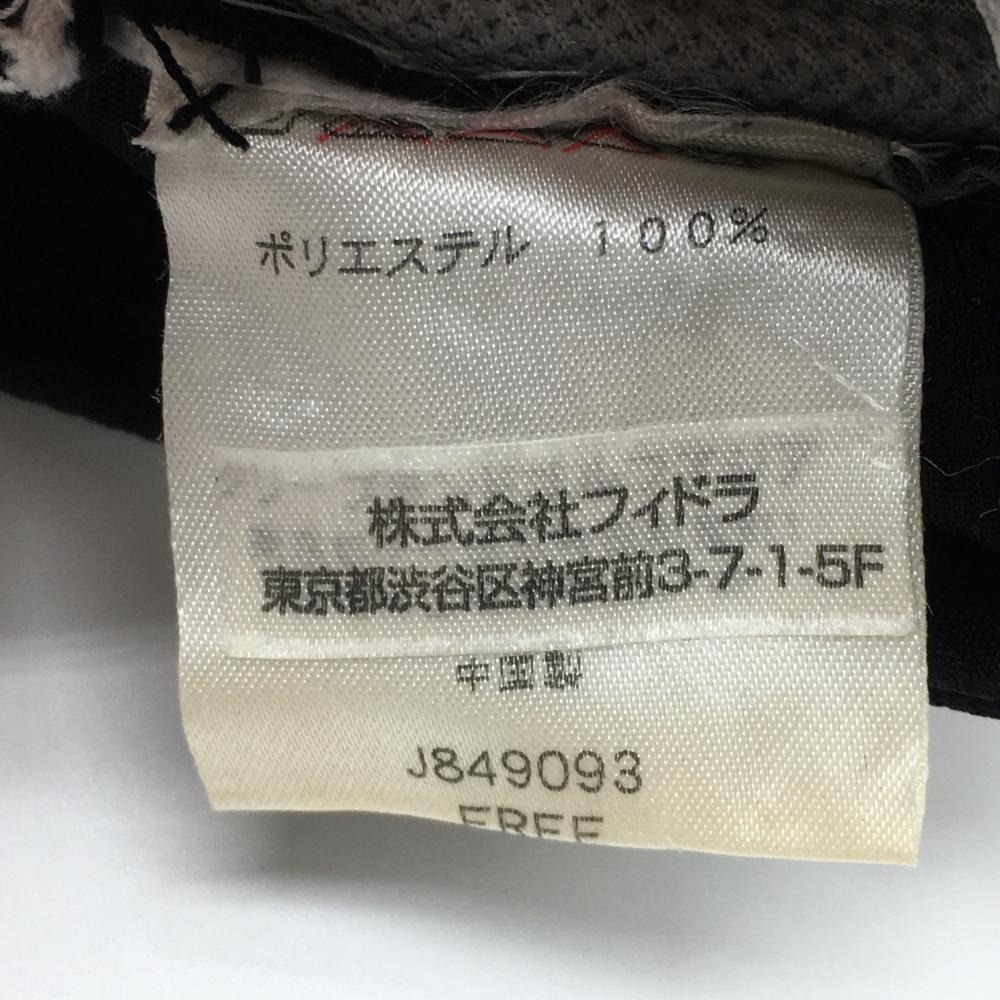 ポリエステル 100%
株式会社フィドラ
東京都渋谷区神宮前3-7-1-5F
中国製
J849093
FREE